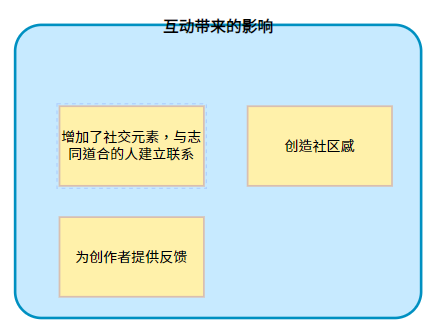 互动带来的影响
增加了社交元素，与志
同道合的人建立联系
创造社区感
为创作者提供反馈